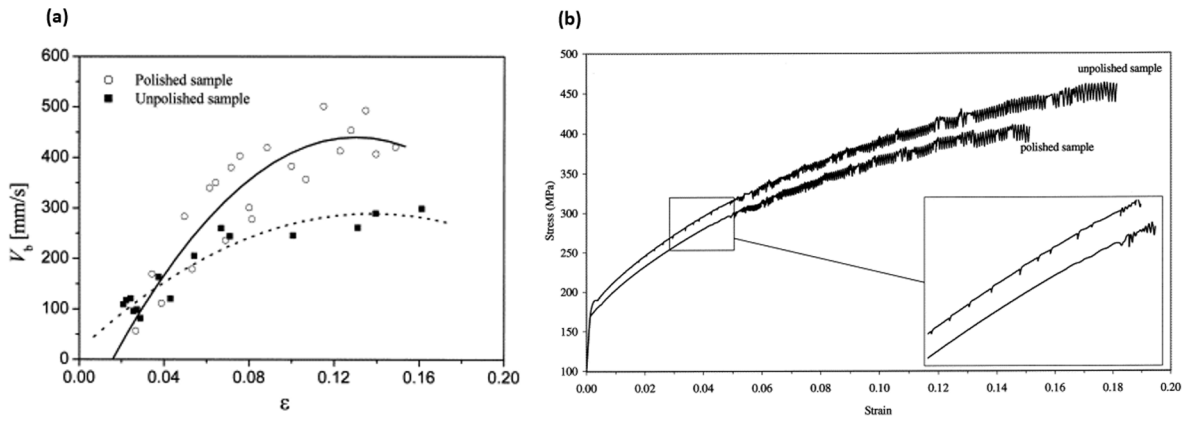 (a)
600
500
400
300
200
100
0
V_b [mm/s]
Polished sample
Unpolished sample
0.00 0.04 0.08 0.12 0.16 0.20
ε
(b)
500
450
400
350
300
250
200
150
100
Stress (MPa)
unpolished sample
polished sample
0.00 0.02 0.04 0.06 0.08 0.10 0.12 0.14 0.16 0.18 0.20
Strain